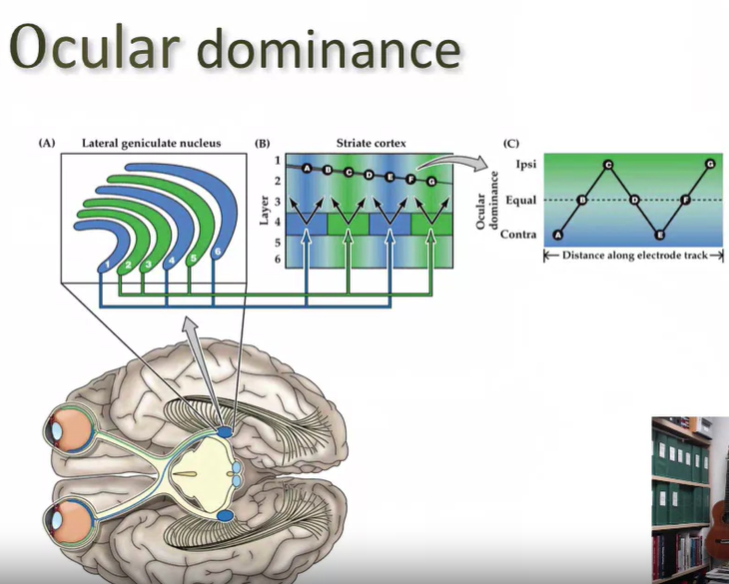 Ocular dominance
(A) Lateral geniculate nucleus
1 2 3 4 5 6
(B) Striate cortex
Layer
1
2
3
4
5
6
A B C D E F G
(C)
Ocular
dominance
Ipsi
Equal
Contra
A B C D E F G
Distance along electrode track